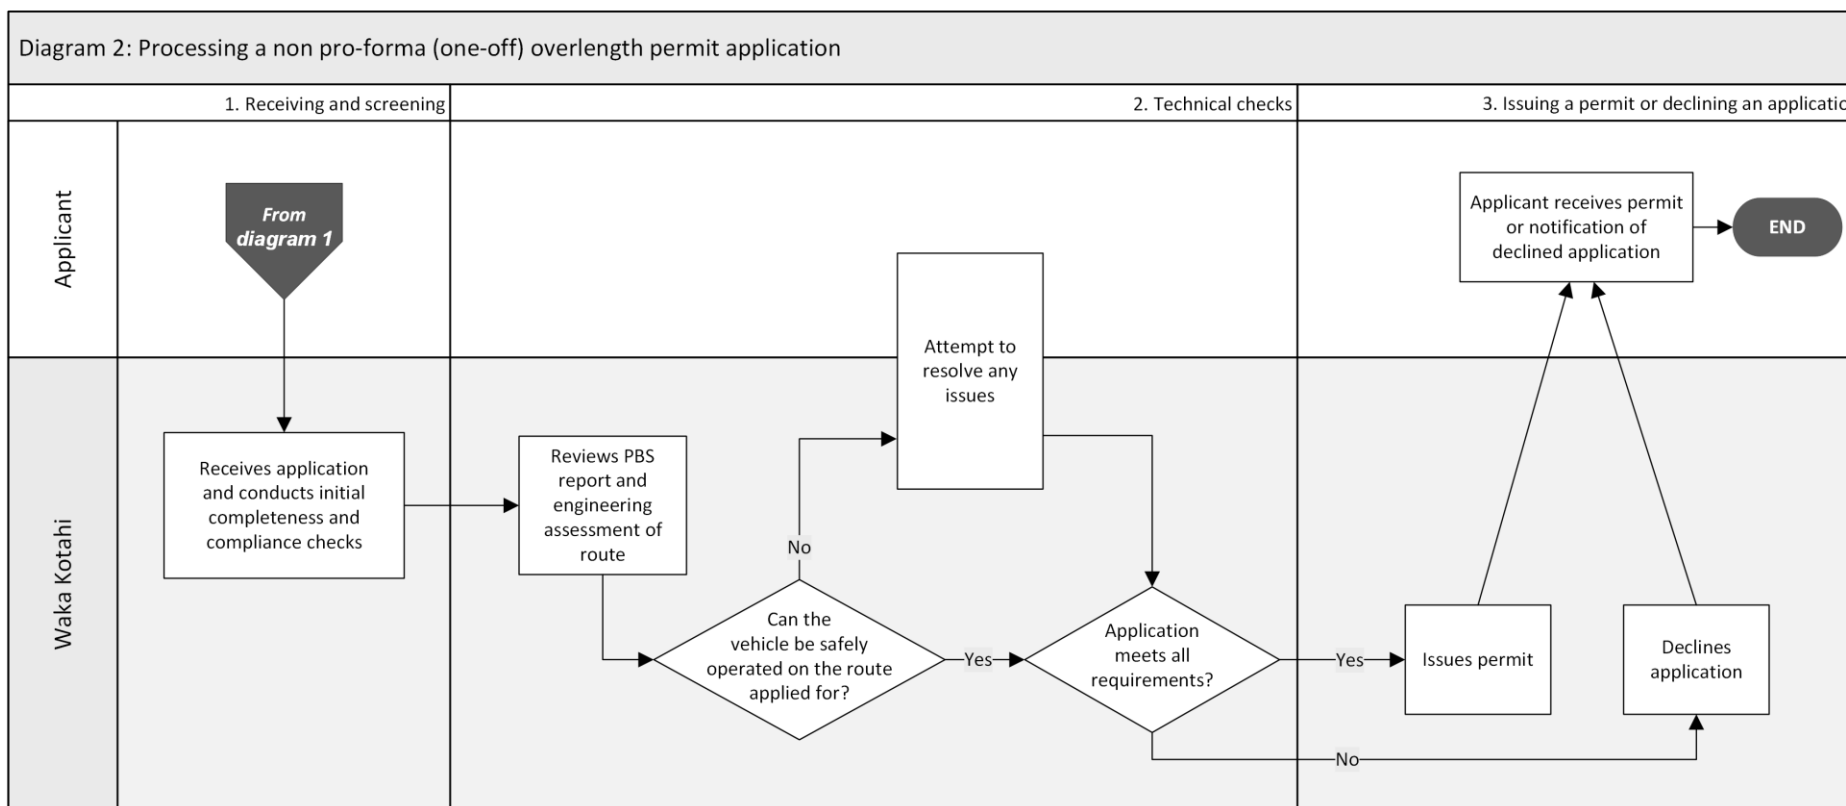 Diagram 2: Processing a non pro-forma (one-off) overlength permit application
1. Receiving and screening
2. Technical checks
3. Issuing a permit or declining an applicatio
Applicant
From
diagram 1
Attempt to
resolve any
issues
Applicant receives permit
or notification of
declined application
END
Waka Kotahi
Receives application
and conducts initial
completeness and
compliance checks
Reviews PBS
report and
engineering
assessment of
route
No
Can the
vehicle be safely
operated on the route
applied for?
Yes
Application
meets all
requirements?
Yes
Issues permit
Declines
application
No